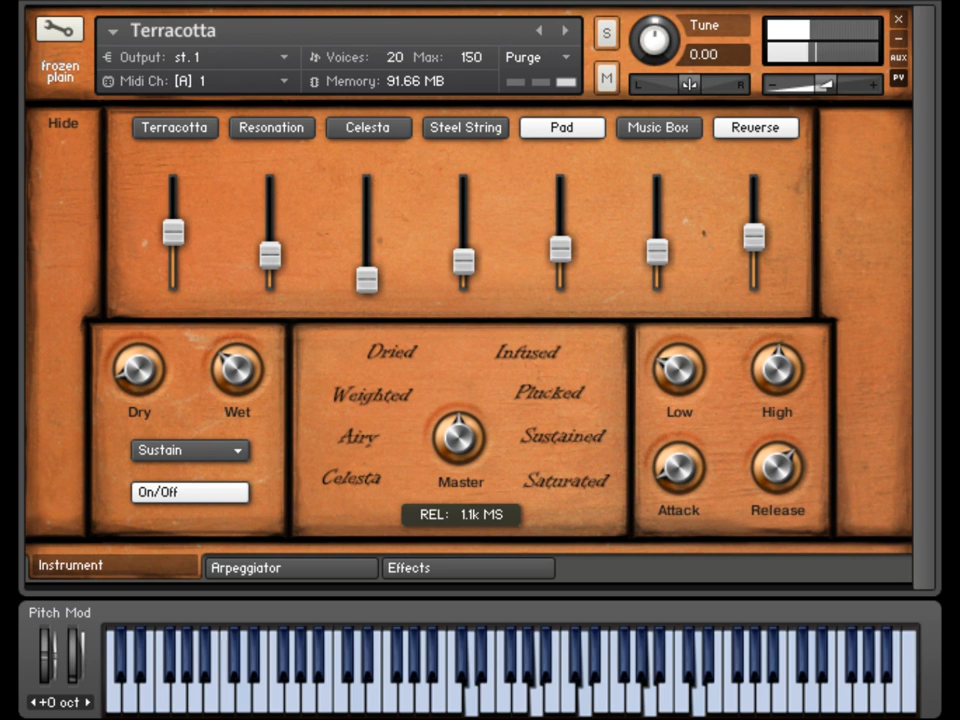 Terracotta
S
Tune
×
−
frozen
plain
Output: st.1
Voices: 20 Max: 150
Purge
0.00
AUX
Midi Ch: [A] 1
Memory: 91.66 MB
M
L
R
−
+
PV
Hide
Terracotta
Resonation
Celesta
Steel String
Pad
Music Box
Reverse
Dried
Infused
Weighted
Plucked
Airy
Sustained
Celesta
Saturated
Dry
Wet
Sustain
On/Off
Master
REL: 1.1k MS
Low
High
Attack
Release
Instrument
Arpeggiator
Effects
Pitch Mod
+0 oct